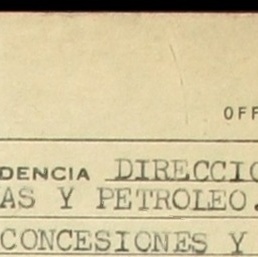 OFF
DENCIA DIRECCIO
AS Y PETROLEO.
CONCESIONES Y